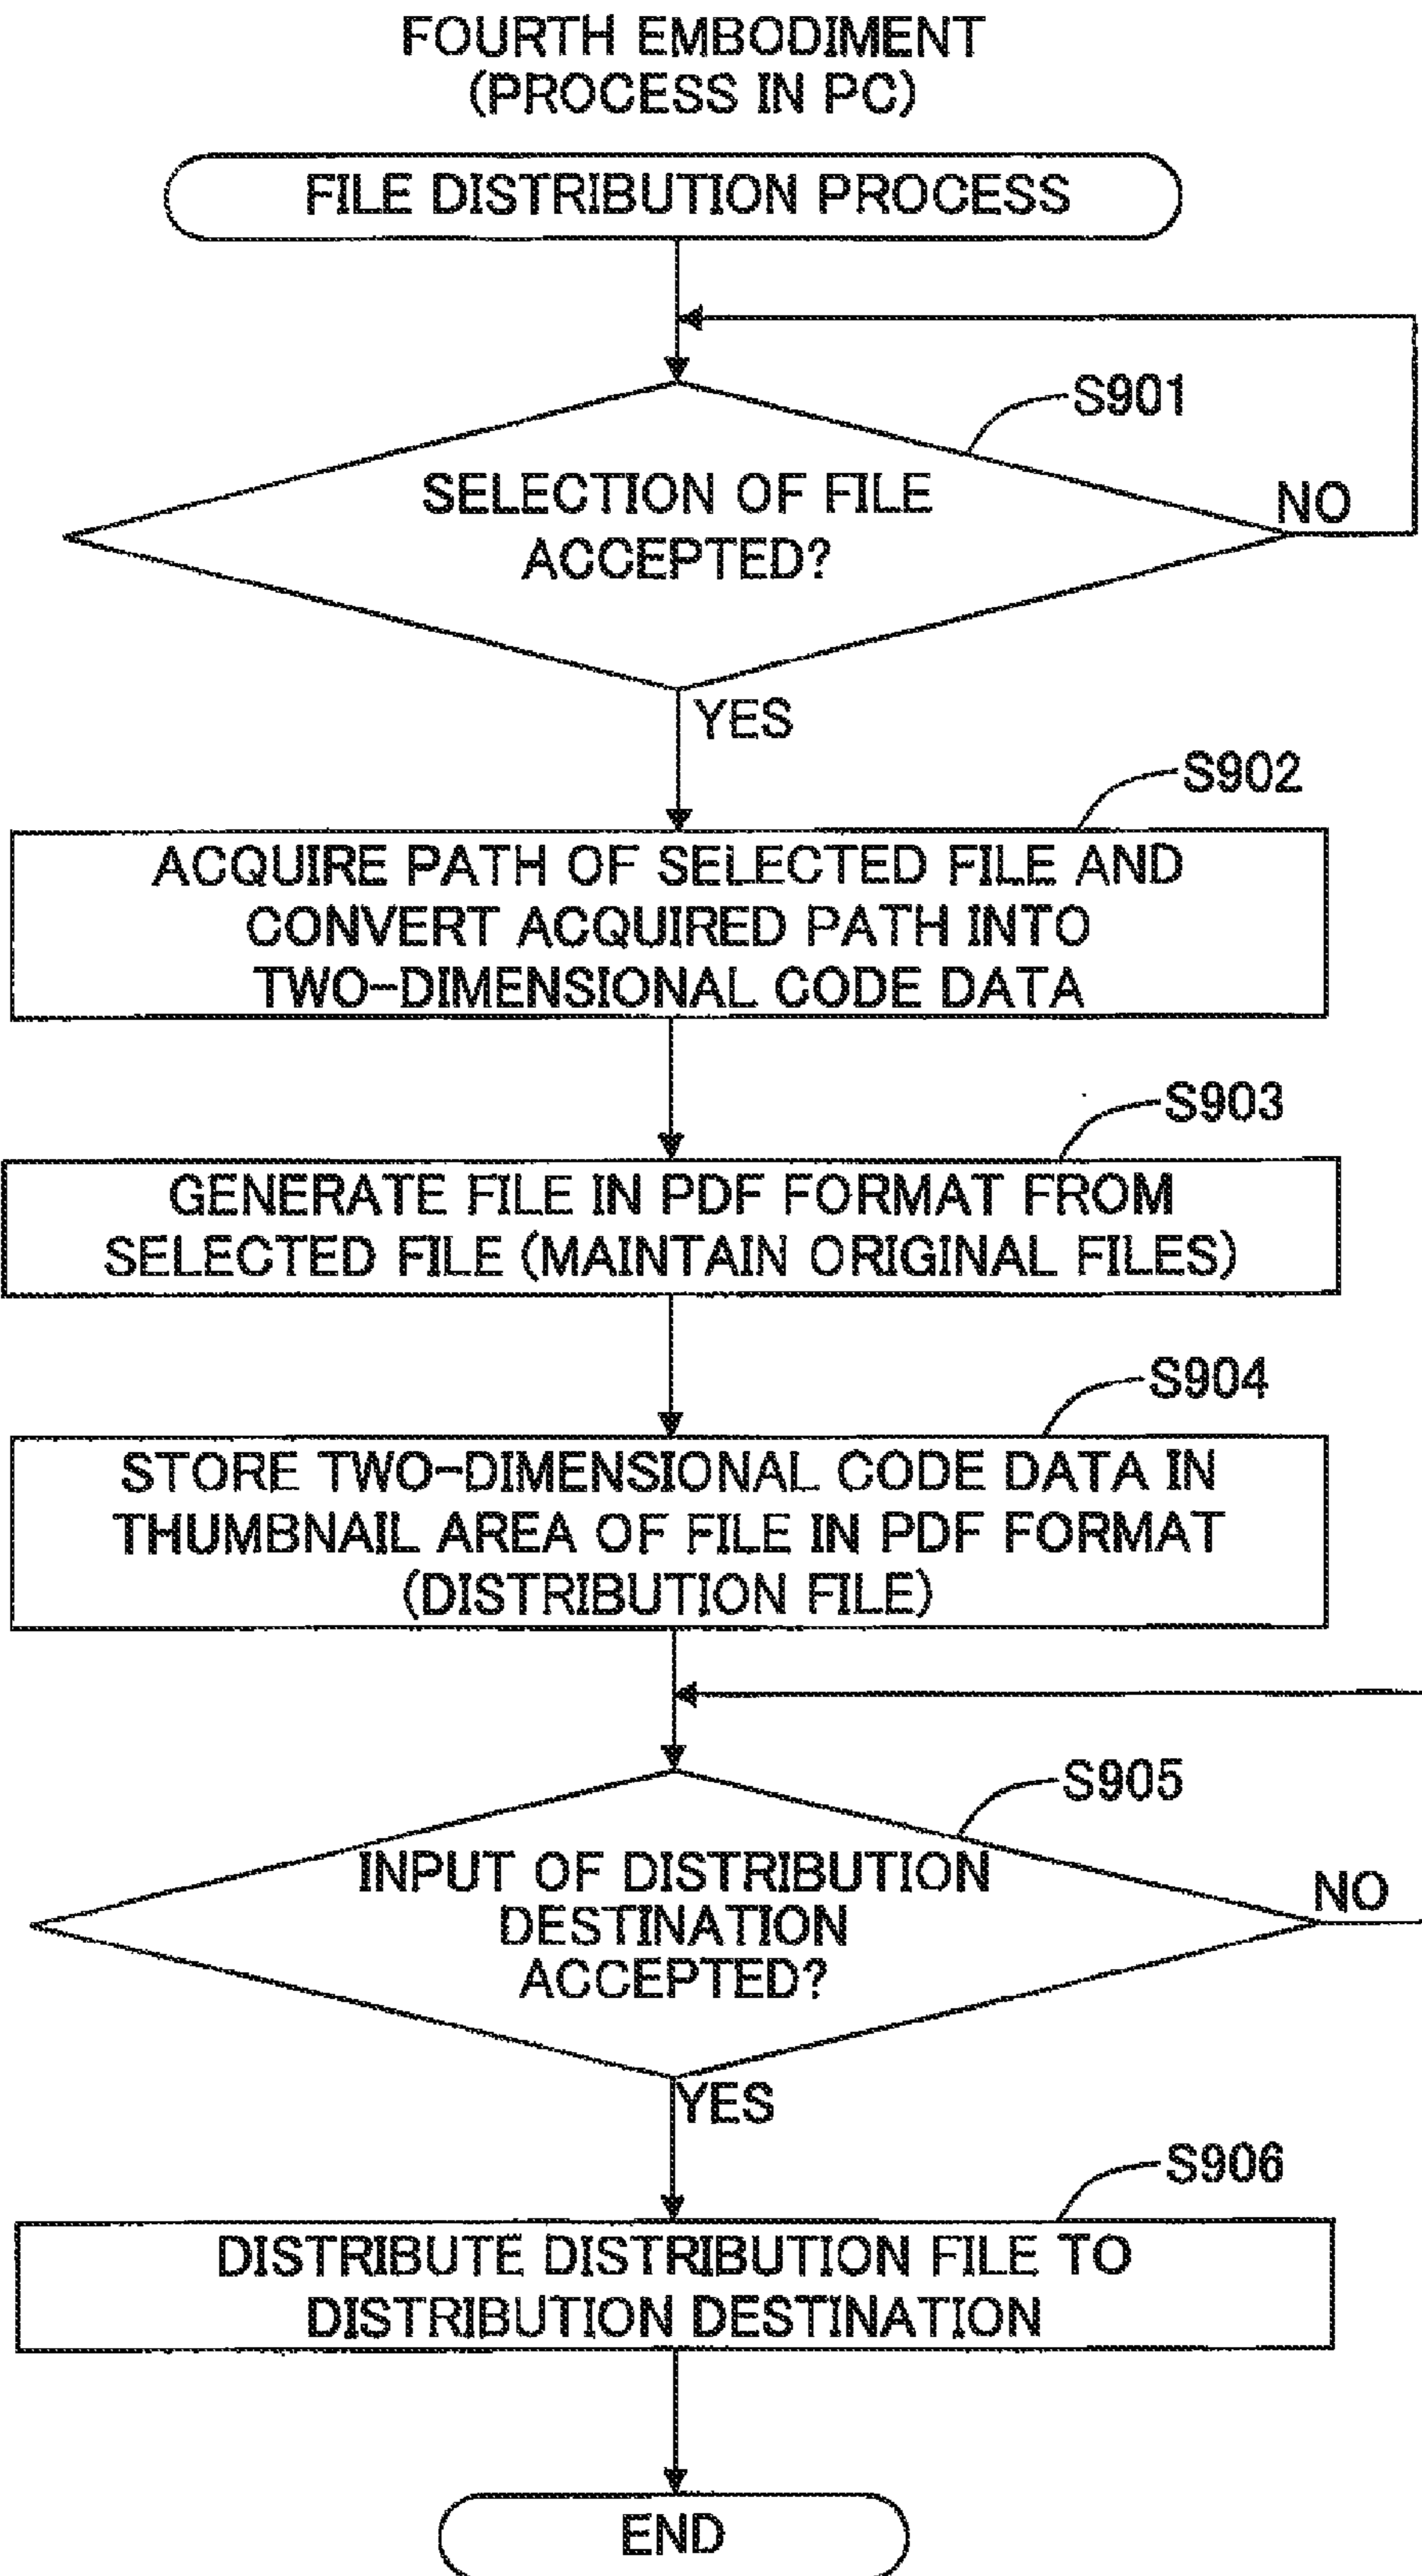 FOURTH EMBODIMENT
(PROCESS IN PC)
FILE DISTRIBUTION PROCESS
S901
SELECTION OF FILE
ACCEPTED?
NO
YES
S902
ACQUIRE PATH OF SELECTED FILE AND
CONVERT ACQUIRED PATH INTO
TWO-DIMENSIONAL CODE DATA
S903
GENERATE FILE IN PDF FORMAT FROM
SELECTED FILE (MAINTAIN ORIGINAL FILES)
S904
STORE TWO-DIMENSIONAL CODE DATA IN
THUMBNAIL AREA OF FILE IN PDF FORMAT
(DISTRIBUTION FILE)
S905
INPUT OF DISTRIBUTION
DESTINATION
ACCEPTED?
NO
YES
S906
DISTRIBUTE DISTRIBUTION FILE TO
DISTRIBUTION DESTINATION
END